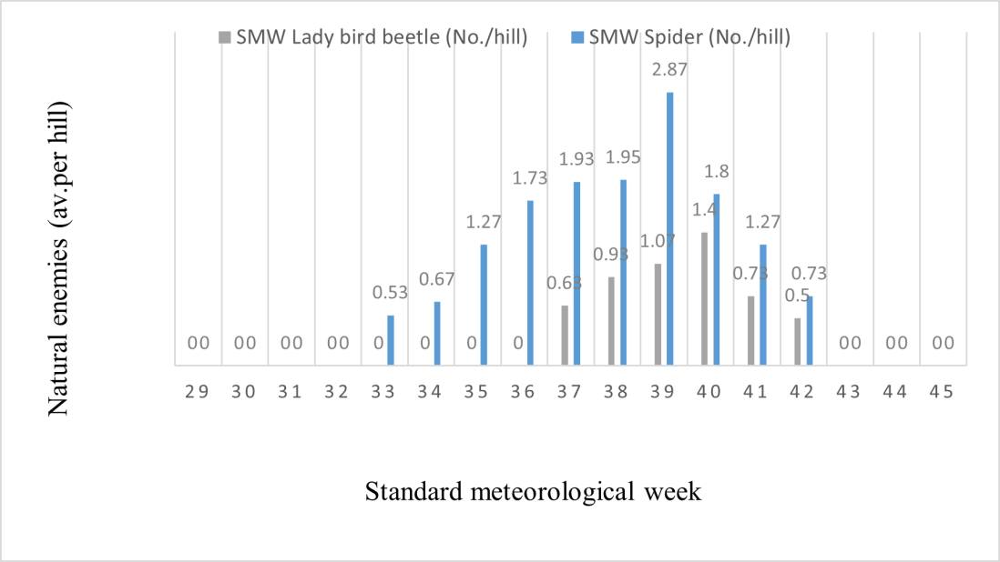 SMW Lady bird beetle (No./hill) SMW Spider (No./hill)
2.87
1.93 1.95
1.73 1.8
1.4
1.27 1.27
1.07
0.93
0.53 0.67 0.63 0.73 0.73
0.5
00 00 00 00 0 0 0 0 00 00 00
29 30 31 32 33 34 35 36 37 38 39 40 41 42 43 44 45
Natural enemies (av.per hill)
Standard meteorological week